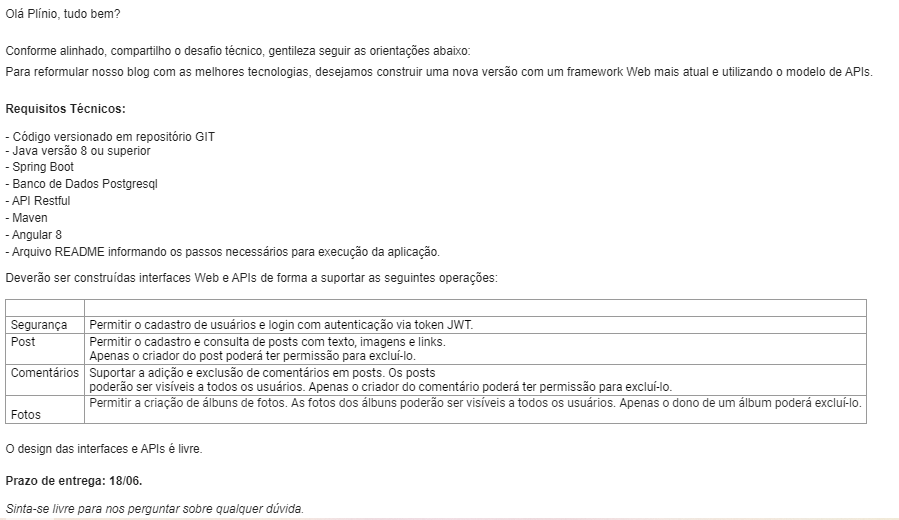 Olá Plínio, tudo bem?
Conforme alinhado, compartilho o desafio técnico, gentileza seguir as orientações abaixo:
Para reformular nosso blog com as melhores tecnologias, desejamos construir uma nova versão com um framework Web mais atual e utilizando o modelo de APIs.
Requisitos Técnicos:
- Código versionado em repositório GIT
- Java versão 8 ou superior
- Spring Boot
- Banco de Dados Postgresql
- API Restful
- Maven
- Angular 8
- Arquivo README informando os passos necessários para execução da aplicação.
Deverão ser construídas interfaces Web e APIs de forma a suportar as seguintes operações:
Segurança Permitir o cadastro de usuários e login com autenticação via token JWT.
Post Permitir o cadastro e consulta de posts com texto, imagens e links.
Apenas o criador do post poderá ter permissão para excluí-lo.
Comentários Suportar a adição e exclusão de comentários em posts. Os posts
poderão ser visíveis a todos os usuários. Apenas o criador do comentário poderá ter permissão para excluí-lo.
Fotos Permitir a criação de álbuns de fotos. As fotos dos álbuns poderão ser visíveis a todos os usuários. Apenas o dono de um álbum poderá excluí-lo.
O design das interfaces e APIs é livre.
Prazo de entrega: 18/06.
Sinta-se livre para nos perguntar sobre qualquer dúvida.